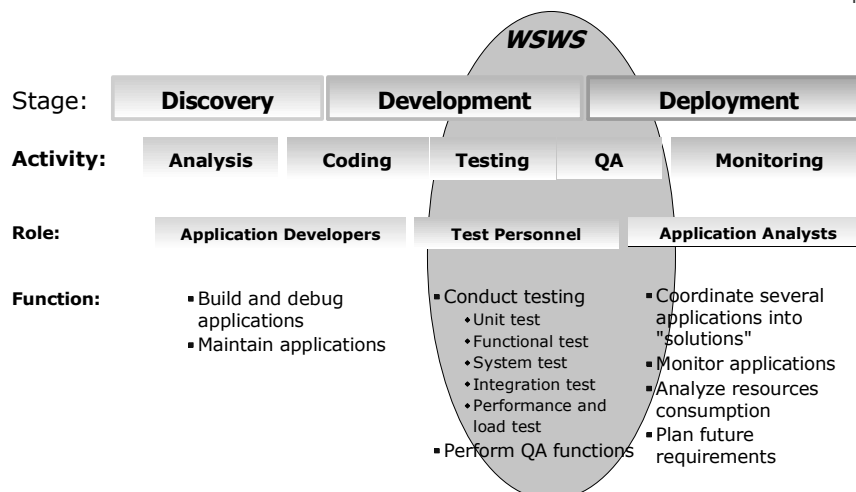 WSWS
Stage: Discovery Development Deployment
Activity: Analysis Coding Testing QA Monitoring
Role: Application Developers Test Personnel Application Analysts
Function:
▪ Build and debug
applications
▪ Maintain applications
▪ Conduct testing
◆ Unit test
◆ Functional test
◆ System test
◆ Integration test
◆ Performance and
load test
▪ Perform QA functions
▪ Coordinate several
applications into
"solutions"
▪ Monitor applications
▪ Analyze resources
consumption
▪ Plan future
requirements